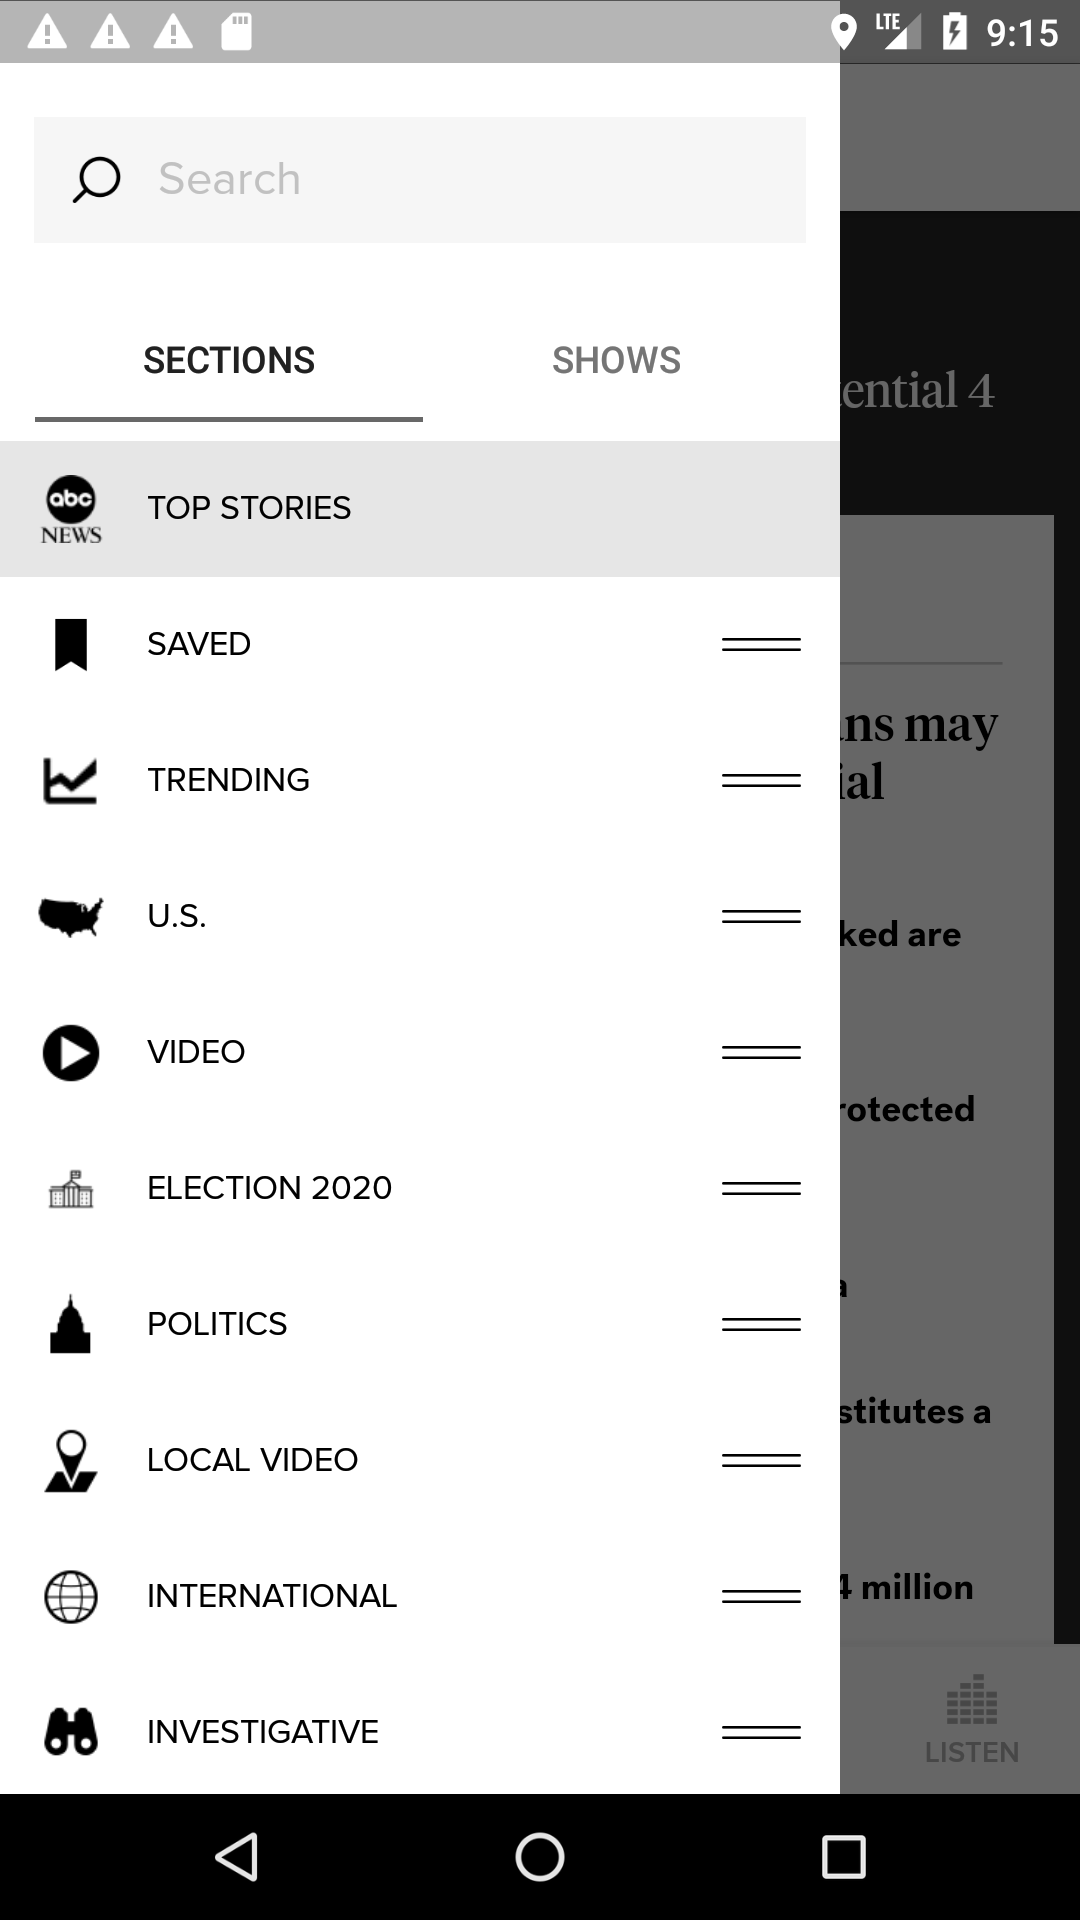 LTE 9:15
Search
SECTIONS SHOWS
ential 4
abc
NEWS
TOP STORIES
SAVED
ns may
TRENDING
ial
U.S.
ked are
VIDEO
rotected
ELECTION 2020
a
POLITICS
stitutes a
LOCAL VIDEO
INTERNATIONAL
4 million
INVESTIGATIVE
LISTEN